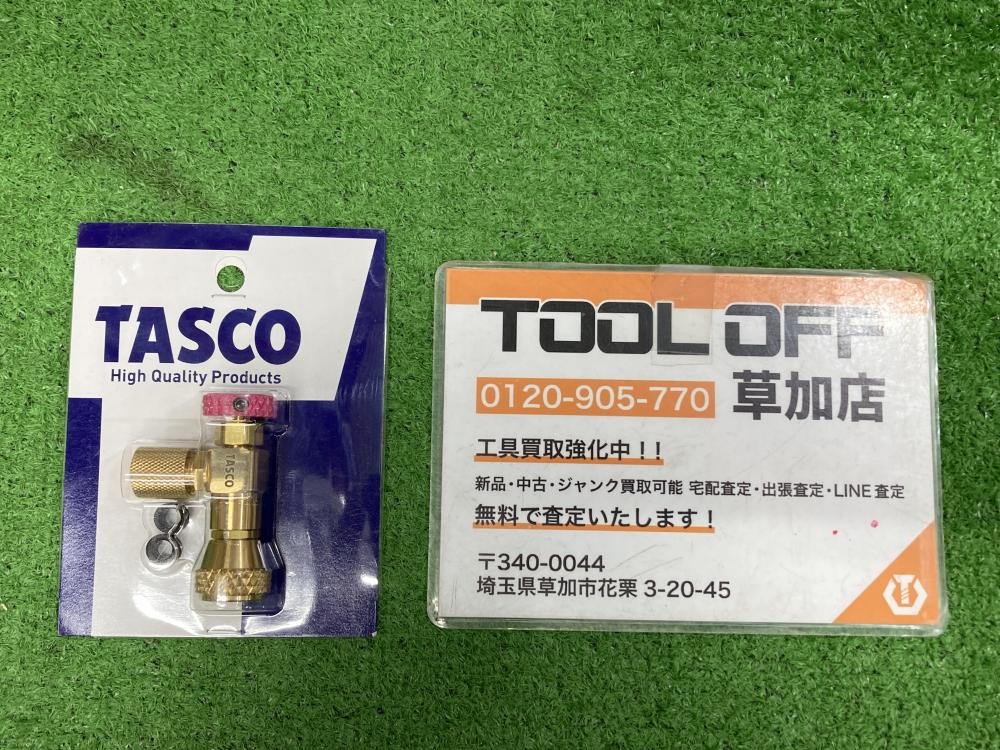 TASCO
High Quality Products
TASCO
TOOL OFF
0120-905-770 草加店
工具買取強化中!!
新品・中古・ジャンク買取可能 宅配査定・出張査定・LINE査定
無料で査定いたします!
〒340-0044
埼玉県草加市花栗3-20-45